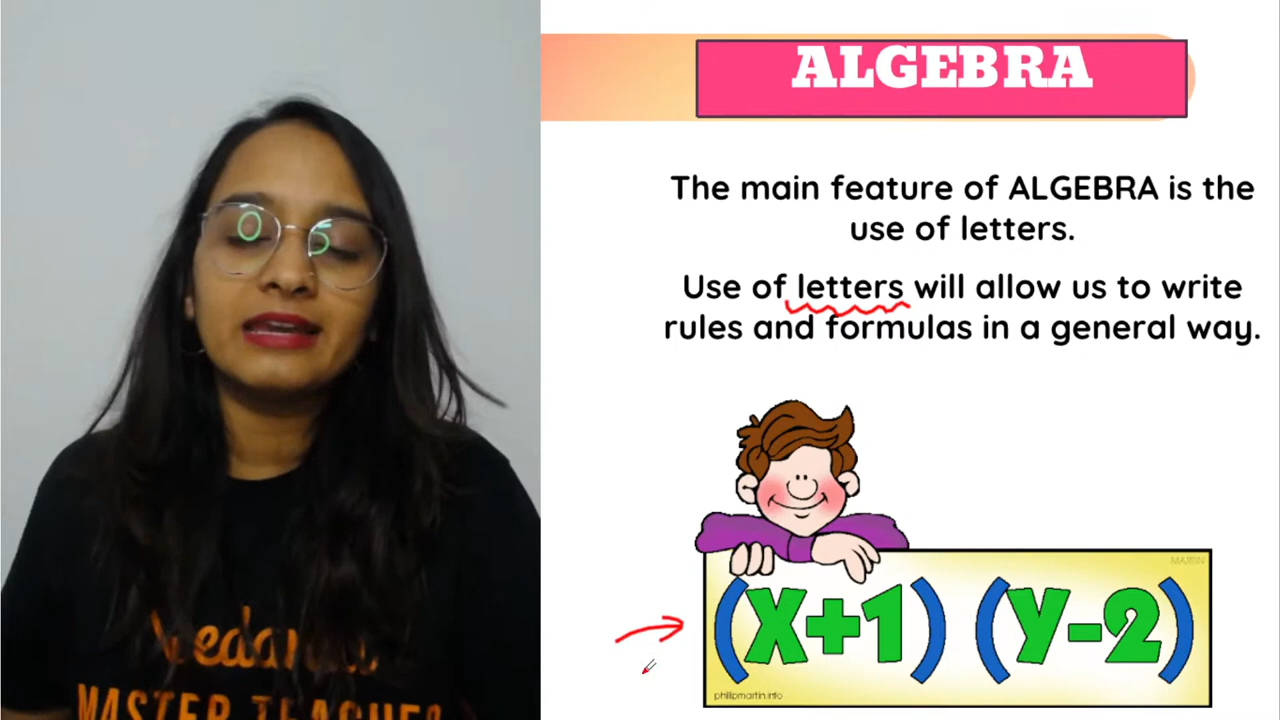 ALGEBRA
The main feature of ALGEBRA is the
use of letters.
Use of letters will allow us to write
rules and formulas in a general way.
MARTIN
(X+1) (Y-2)
phillipmartin.info
MASTER TEACHER